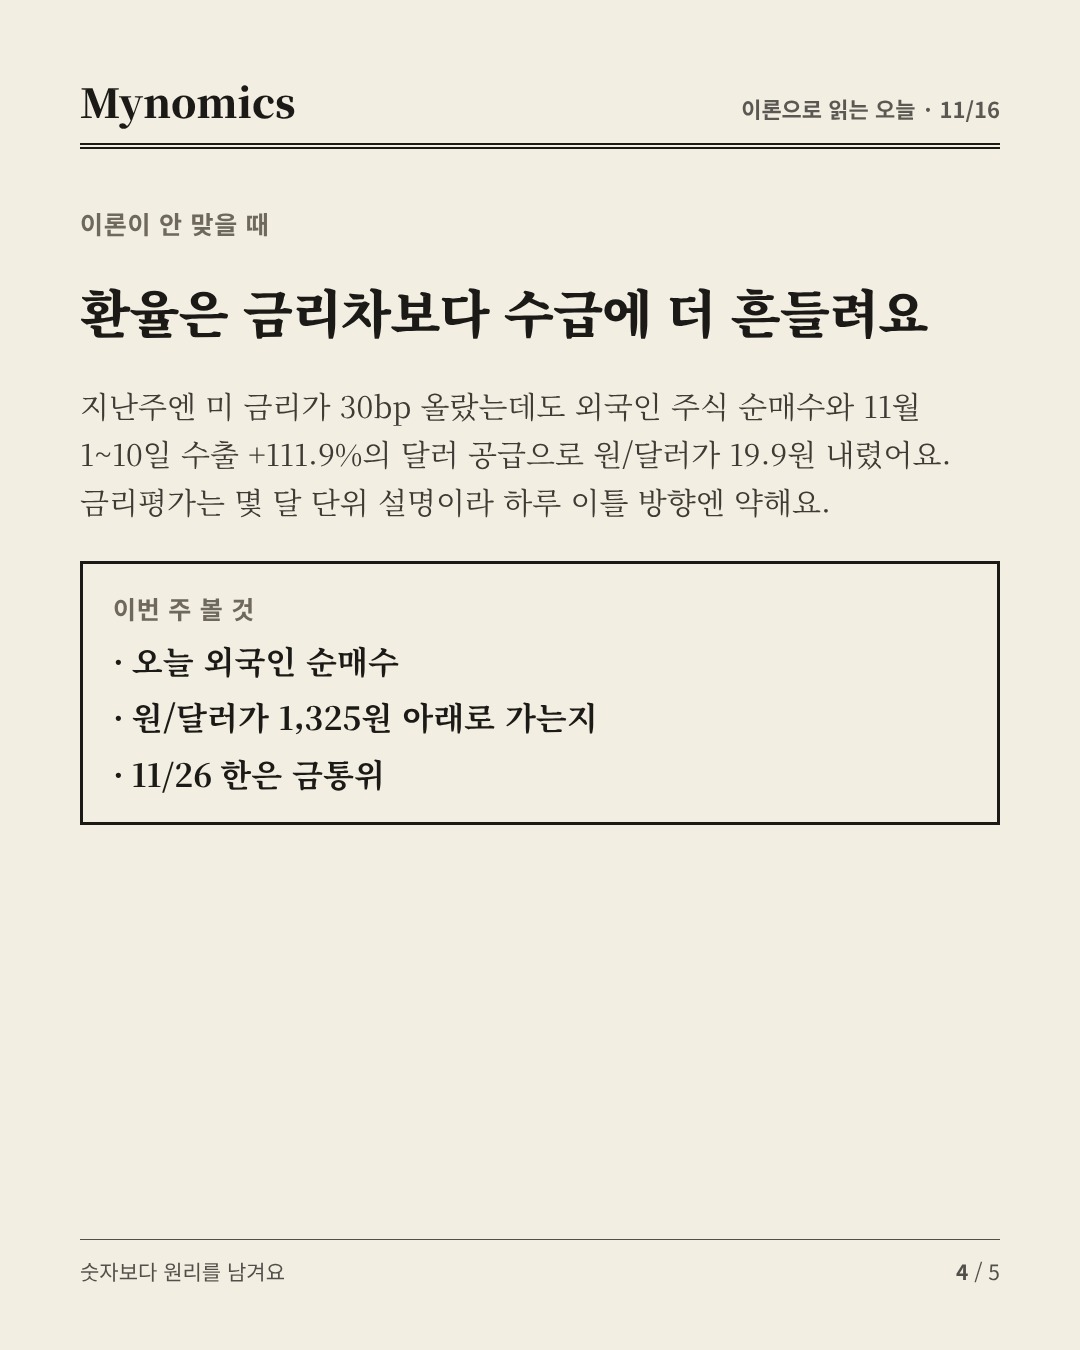 Mynomics
이론으로 읽는 오늘 · 11/16
이론이 안 맞을 때
환율은 금리차보다 수급에 더 흔들려요
지난주엔 미 금리가 30bp 올랐는데도 외국인 주식 순매수와 11월
1~10일 수출 +111.9%의 달러 공급으로 원/달러가 19.9원 내렸어요.
금리평가는 몇 달 단위 설명이라 하루 이틀 방향엔 약해요.
이번 주 볼 것
· 오늘 외국인 순매수
· 원/달러가 1,325원 아래로 가는지
· 11/26 한은 금통위
숫자보다 원리를 남겨요
4 / 5